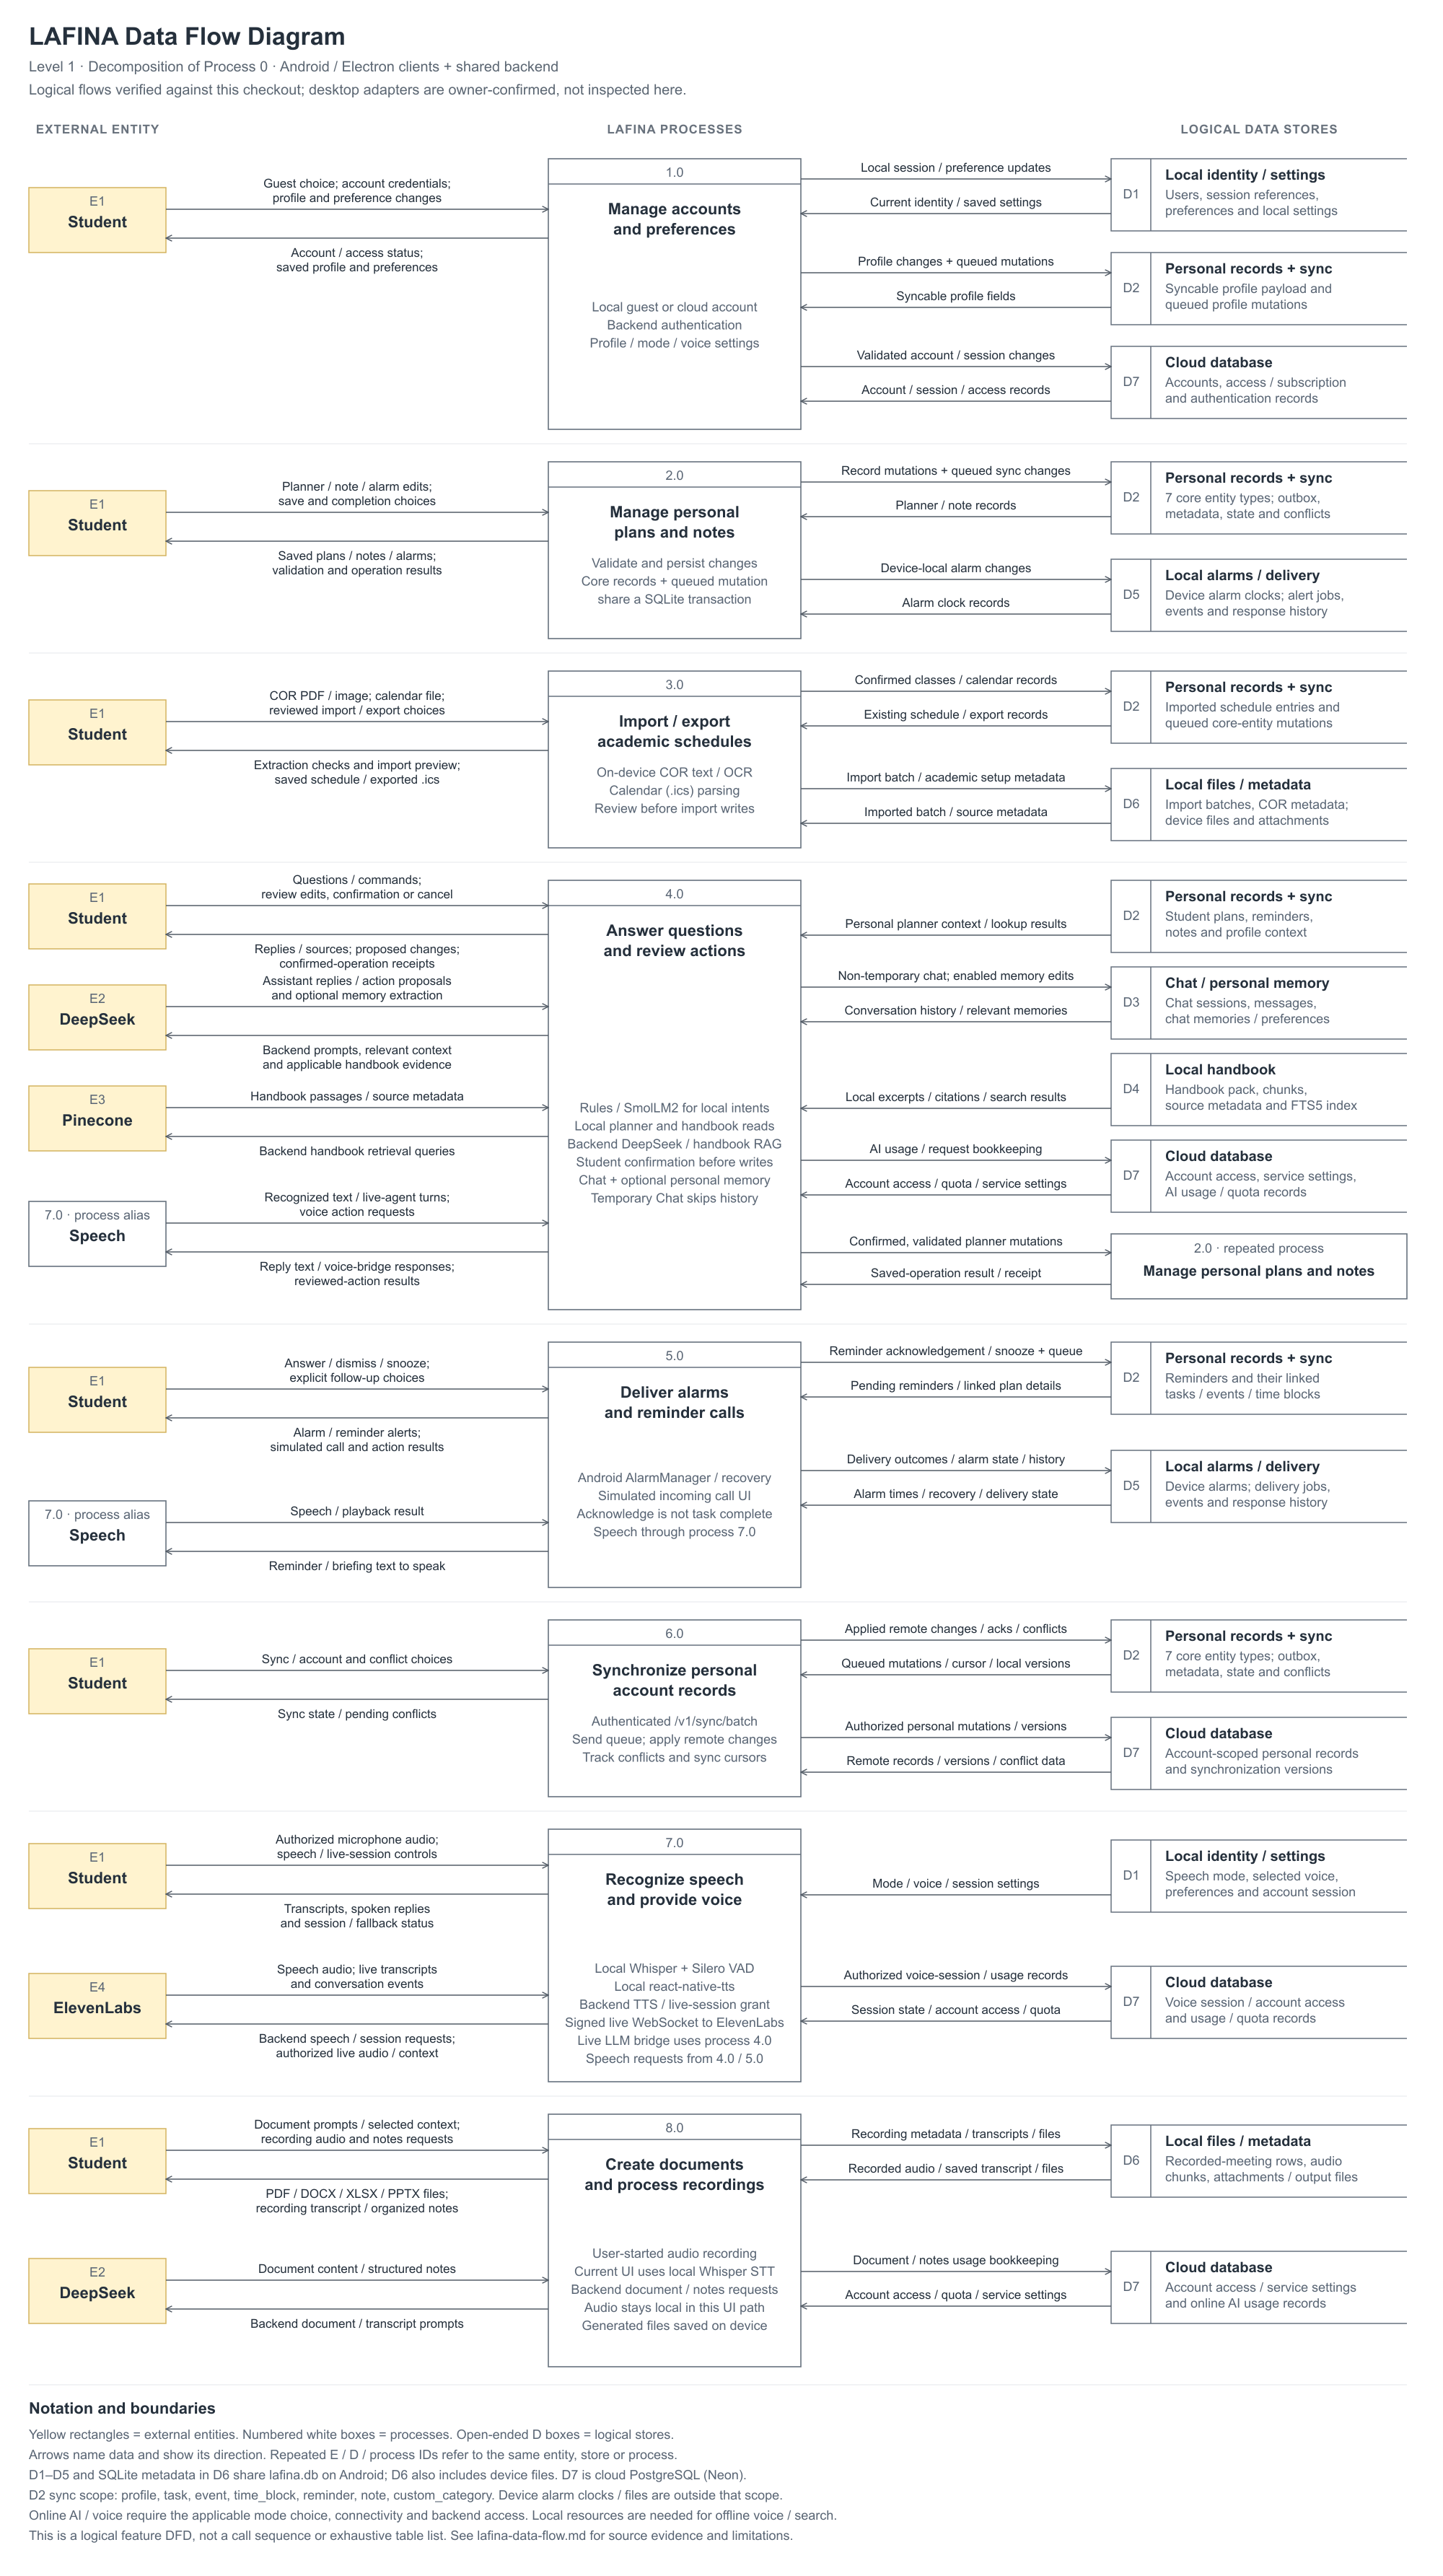 LAFINA Data Flow Diagram
Level 1 · Decomposition of Process 0 · Android / Electron clients + shared backend
Logical flows verified against this checkout; desktop adapters are owner-confirmed, not inspected here.
EXTERNAL ENTITY
LAFINA PROCESSES
LOGICAL DATA STORES
E1
Student
Guest choice; account credentials;
profile and preference changes
Account / access status;
saved profile and preferences
1.0
Manage accounts
and preferences
Local guest or cloud account
Backend authentication
Profile / mode / voice settings
Local session / preference updates
Current identity / saved settings
D1
Local identity / settings
Users, session references,
preferences and local settings
Profile changes + queued mutations
Syncable profile fields
D2
Personal records + sync
Syncable profile payload and
queued profile mutations
Validated account / session changes
Account / session / access records
D7
Cloud database
Accounts, access / subscription
and authentication records
E1
Student
Planner / note / alarm edits;
save and completion choices
Saved plans / notes / alarms;
validation and operation results
2.0
Manage personal
plans and notes
Validate and persist changes
Core records + queued mutation
share a SQLite transaction
Record mutations + queued sync changes
Planner / note records
D2
Personal records + sync
7 core entity types; outbox,
metadata, state and conflicts
Device-local alarm changes
Alarm clock records
D5
Local alarms / delivery
Device alarm clocks; alert jobs,
events and response history
E1
Student
COR PDF / image; calendar file;
reviewed import / export choices
Extraction checks and import preview;
saved schedule / exported .ics
3.0
Import / export
academic schedules
On-device COR text / OCR
Calendar (.ics) parsing
Review before import writes
Confirmed classes / calendar records
Existing schedule / export records
D2
Personal records + sync
Imported schedule entries and
queued core-entity mutations
Import batch / academic setup metadata
Imported batch / source metadata
D6
Local files / metadata
Import batches, COR metadata;
device files and attachments
E1
Student
Questions / commands;
review edits, confirmation or cancel
Replies / sources; proposed changes;
confirmed-operation receipts
E2
DeepSeek
Assistant replies / action proposals
and optional memory extraction
Backend prompts, relevant context
and applicable handbook evidence
E3
Pinecone
Handbook passages / source metadata
Backend handbook retrieval queries
7.0 · process alias
Speech
Recognized text / live-agent turns;
voice action requests
Reply text / voice-bridge responses;
reviewed-action results
4.0
Answer questions
and review actions
Rules / SmolLM2 for local intents
Local planner and handbook reads
Backend DeepSeek / handbook RAG
Student confirmation before writes
Chat + optional personal memory
Temporary Chat skips history
Personal planner context / lookup results
D2
Personal records + sync
Student plans, reminders,
notes and profile context
Non-temporary chat; enabled memory edits
Conversation history / relevant memories
D3
Chat / personal memory
Chat sessions, messages,
chat memories / preferences
Local excerpts / citations / search results
D4
Local handbook
Handbook pack, chunks,
source metadata and FTS5 index
AI usage / request bookkeeping
Account access / quota / service settings
D7
Cloud database
Account access, service settings,
AI usage / quota records
Confirmed, validated planner mutations
Saved-operation result / receipt
2.0 · repeated process
Manage personal plans and notes
E1
Student
Answer / dismiss / snooze;
explicit follow-up choices
Alarm / reminder alerts;
simulated call and action results
7.0 · process alias
Speech
Speech / playback result
Reminder / briefing text to speak
5.0
Deliver alarms
and reminder calls
Android AlarmManager / recovery
Simulated incoming call UI
Acknowledge is not task complete
Speech through process 7.0
Reminder acknowledgement / snooze + queue
Pending reminders / linked plan details
D2
Personal records + sync
Reminders and their linked
tasks / events / time blocks
Delivery outcomes / alarm state / history
Alarm times / recovery / delivery state
D5
Local alarms / delivery
Device alarms; delivery jobs,
events and response history
E1
Student
Sync / account and conflict choices
Sync state / pending conflicts
6.0
Synchronize personal
account records
Authenticated /v1/sync/batch
Send queue; apply remote changes
Track conflicts and sync cursors
Applied remote changes / acks / conflicts
Queued mutations / cursor / local versions
D2
Personal records + sync
7 core entity types; outbox,
metadata, state and conflicts
Authorized personal mutations / versions
Remote records / versions / conflict data
D7
Cloud database
Account-scoped personal records
and synchronization versions
E1
Student
Authorized microphone audio;
speech / live-session controls
Transcripts, spoken replies
and session / fallback status
E4
ElevenLabs
Speech audio; live transcripts
and conversation events
Backend speech / session requests;
authorized live audio / context
7.0
Recognize speech
and provide voice
Local Whisper + Silero VAD
Local react-native-tts
Backend TTS / live-session grant
Signed live WebSocket to ElevenLabs
Live LLM bridge uses process 4.0
Speech requests from 4.0 / 5.0
Mode / voice / session settings
D1
Local identity / settings
Speech mode, selected voice,
preferences and account session
Authorized voice-session / usage records
Session state / account access / quota
D7
Cloud database
Voice session / account access
and usage / quota records
E1
Student
Document prompts / selected context;
recording audio and notes requests
PDF / DOCX / XLSX / PPTX files;
recording transcript / organized notes
E2
DeepSeek
Document content / structured notes
Backend document / transcript prompts
8.0
Create documents
and process recordings
User-started audio recording
Current UI uses local Whisper STT
Backend document / notes requests
Audio stays local in this UI path
Generated files saved on device
Recording metadata / transcripts / files
Recorded audio / saved transcript / files
D6
Local files / metadata
Recorded-meeting rows, audio
chunks, attachments / output files
Document / notes usage bookkeeping
Account access / quota / service settings
D7
Cloud database
Account access / service settings
and online AI usage records
Notation and boundaries
Yellow rectangles = external entities. Numbered white boxes = processes. Open-ended D boxes = logical stores.
Arrows name data and show its direction. Repeated E / D / process IDs refer to the same entity, store or process.
D1–D5 and SQLite metadata in D6 share lafina.db on Android; D6 also includes device files. D7 is cloud PostgreSQL (Neon).
D2 sync scope: profile, task, event, time_block, reminder, note, custom_category. Device alarm clocks / files are outside that scope.
Online AI / voice require the applicable mode choice, connectivity and backend access. Local resources are needed for offline voice / search.
This is a logical feature DFD, not a call sequence or exhaustive table list. See lafina-data-flow.md for source evidence and limitations.